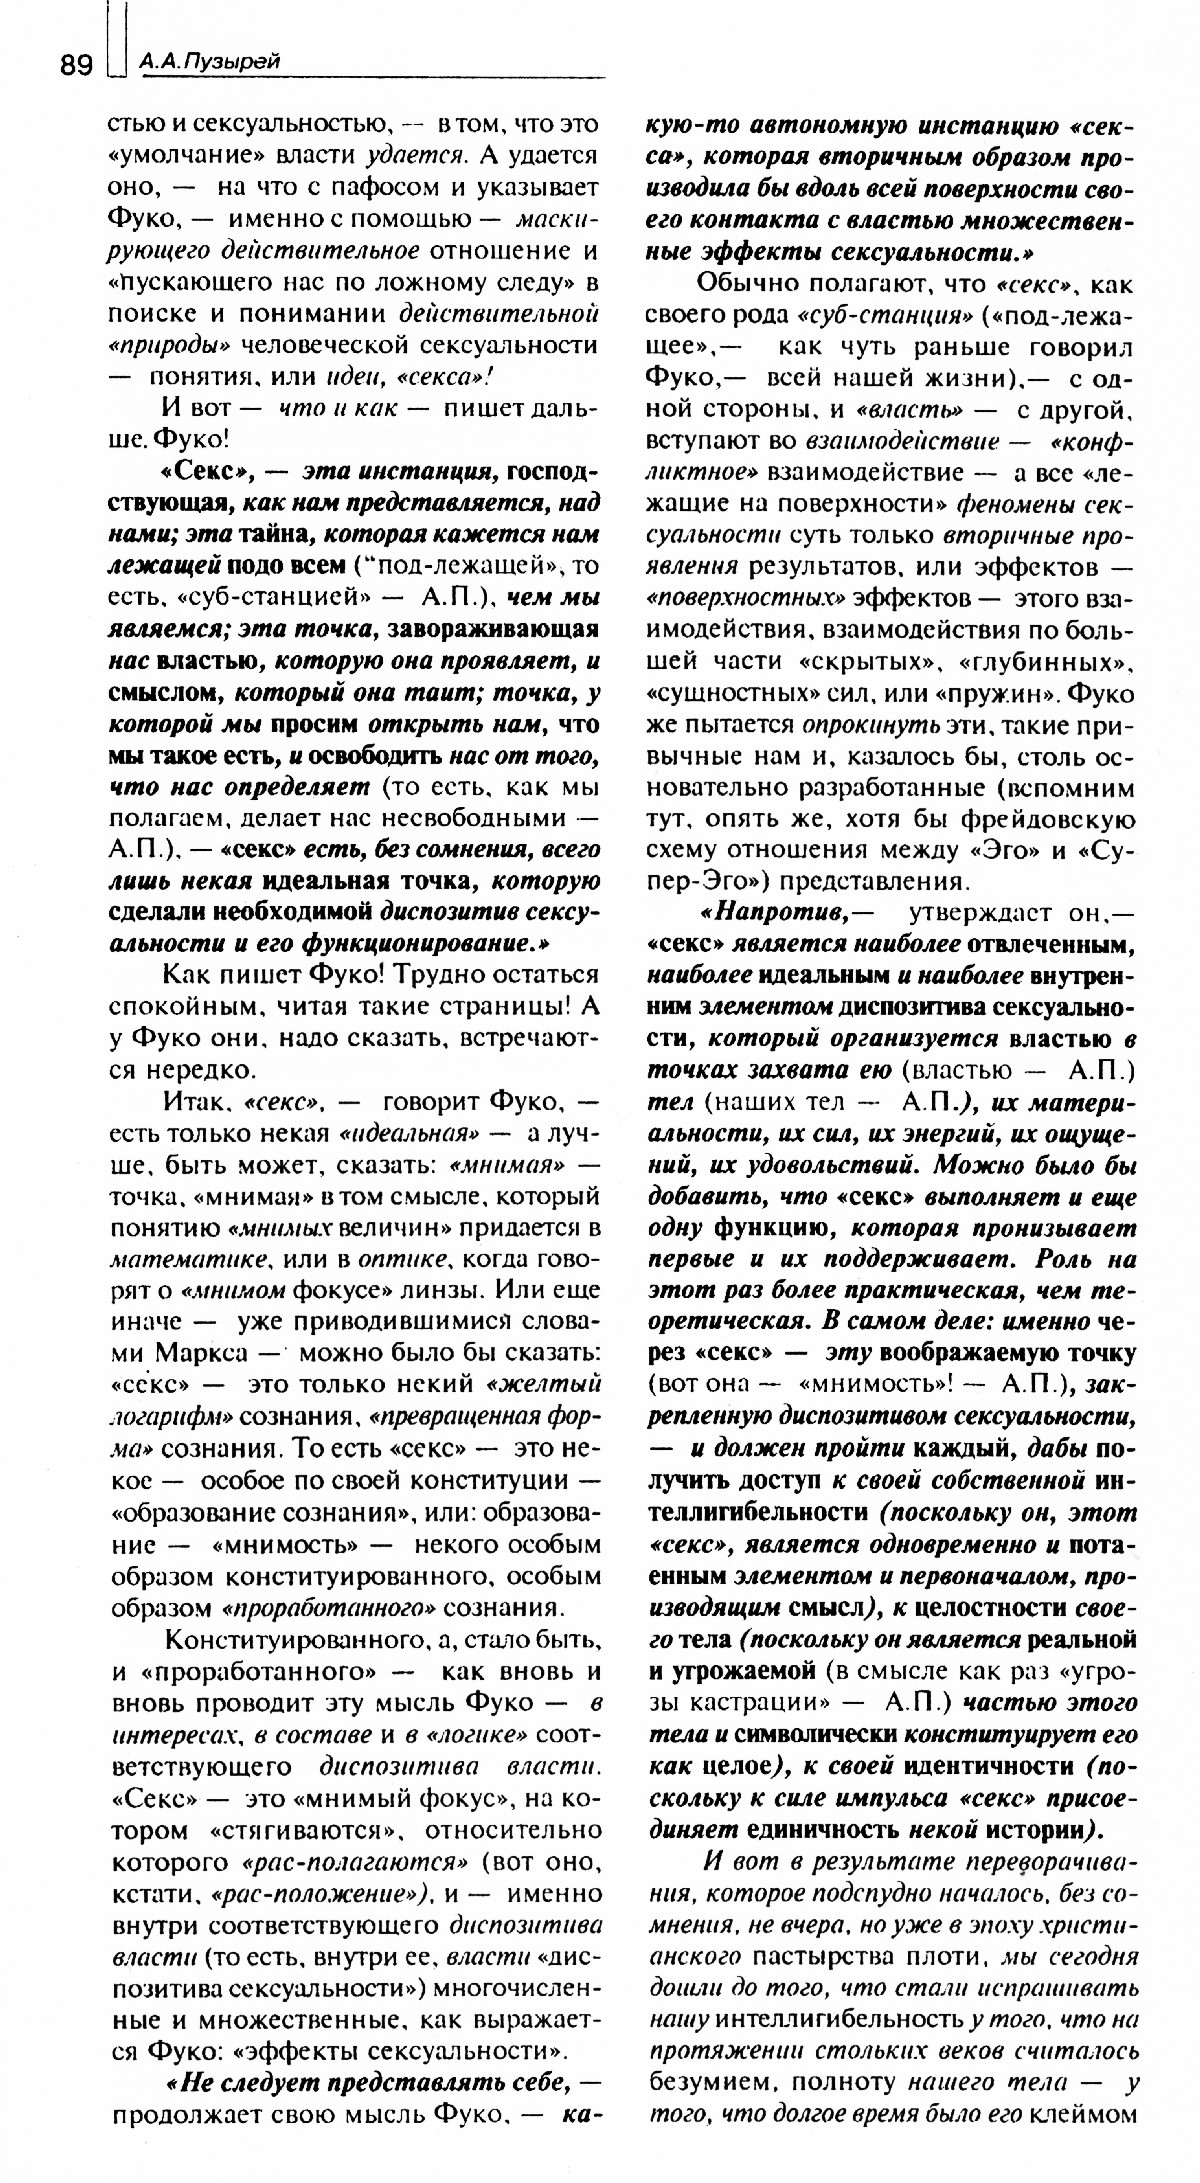 89
А.А.Пузырей
стью и сексуальностью, — в том, что это
«умолчание» власти удается. А удается
оно, — на что с пафосом и указывает
Фуко, — именно с помощью — маски-
рующего действительное отношение и
«пускающего нас по ложному следу» в
поиске и понимании действительной
«природы» человеческой сексуальности
— понятия, или идеи, «секса»!
И вот — что и как — пишет даль-
ше. Фуко!
«Секс», — эта инстанция, господ-
ствующая, как нам представляется, над
нами; эта тайна, которая кажется нам
лежащей подо всем (“под-лежащей», то
есть, «суб-станцией» — А.П.), чем мы
являемся; эта точка, завораживающая
нас властью, которую она проявляет, и
смыслом, который она таит; точка, у
которой мы просим открыть нам, что
мы такое есть, и освободить нас от того,
что нас определяет (то есть, как мы
полагаем, делает нас несвободными —
А.П.), — «секс» есть, без сомнения, всего
лишь некая идеальная точка, которую
сделали необходимой диспозитив сексу-
альности и его функционирование.»
Как пишет Фуко! Трудно остаться
спокойным, читая такие страницы! А
у Фуко они, надо сказать, встречают-
ся нередко.
Итак, «секс», — говорит Фуко, —
есть только некая «идеальная» — а луч-
ше, быть может, сказать: «мнимая» —
точка, «мнимая» в том смысле, который
понятию «мнимых величин» придается в
математике, или в оптике, когда гово-
рят о «мнимом фокусе» линзы. Или еще
иначе — уже приводившимися слова-
ми Маркса — можно было бы сказать:
«секс» — это только некий «желтый
логарифм» сознания, «превращенная фор-
ма» сознания. То есть «секс» — это не-
кое — особое по своей конституции —
«образование сознания», или: образова-
ние — «мнимость» — некого особым
образом конституированного, особым
образом «проработанного» сознания.
Конституированного, а, стало быть,
и «проработанного» — как вновь и
вновь проводит эту мысль Фуко — в
интересах, в составе и в «логике» соот-
ветствующего диспозитива власти.
«Секс» — это «мнимый фокус», на ко-
тором «стягиваются», относительно
которого «рас-полагаются» (вот оно,
кстати, «рас-положение»), и — именно
внутри соответствующего диспозитива
власти (то есть, внутри ее, власти «дис-
позитива сексуальности») многочислен-
ные и множественные, как выражает-
ся Фуко: «эффекты сексуальности».
«Не следует представлять себе, —
продолжает свою мысль Фуко, — ка-
кую-то автономную инстанцию «сек-
са», которая вторичным образом про-
изводила бы вдоль всей поверхности сво-
его контакта с властью множествен-
ные эффекты сексуальности.»
Обычно полагают, что «секс», как
своего рода «суб-станция» («под-лежа-
щее»,— как чуть раньше говорил
Фуко,— всей нашей жизни),— с од-
ной стороны, и «власть» — с другой,
вступают во взаимодействие — «конф-
ликтное» взаимодействие — а все «ле-
жащие на поверхности» феномены сек-
суальности суть только вторичные про-
явления результатов, или эффектов —
«поверхностных» эффектов — этого вза-
имодействия, взаимодействия по боль-
шей части «скрытых», «глубинных»,
«сущностных» сил, или «пружин». Фуко
же пытается опрокинуть эти, такие при-
вычные нам и, казалось бы, столь ос-
новательно разработанные (вспомним
тут, опять же, хотя бы фрейдовскую
схему отношения между «Эго» и «Су-
пер-Эго») представления.
«Напротив,— утверждает он,—
«секс» является наиболее отвлеченным,
наиболее идеальным и наиболее внутрен-
ним элементом диспозитива сексуально-
сти, который организуется властью в
точках захвата ею (властью — А.П.)
тел (наших тел — А.П.), их матери-
альности, их сил, их энергий, их ощуще-
ний, их удовольствий. Можно было бы
добавить, что «секс» выполняет и еще
одну функцию, которая пронизывает
первые и их поддерживает. Роль на
этот раз более практическая, чем те-
оретическая. В самом деле: именно че-
рез «секс» — эту воображаемую точку
(вот она — «мнимость»! — А.П.), зак-
репленную диспозитивом сексуальности,
— и должен пройти каждый, дабы по-
лучить доступ к своей собственной ин-
теллигибельности (поскольку он, этот
«секс», является одновременно и пота-
енным элементом и первоначалом, про-
изводящим смысл), к целостности свое-
го тела (поскольку он является реальной
и угрожаемой (в смысле как раз «угро-
зы кастрации» — А.П.) частью этого
тела и символически конституирует его
как целое), к своей идентичности (по-
скольку к силе импульса «секс» присое-
диняет единичность некой истории).
И вот в результате переворачива-
ния, которое подспудно началось, без со-
мнения, не вчера, но уже в эпоху христи-
анского пастырства плоти, мы сегодня
дошли до того, что стали испрашивать
нашу интеллигибельность у того, что на
протяжении стольких веков считалось
безумием, полноту нашего тела — у
того, что долгое время было его клеймом